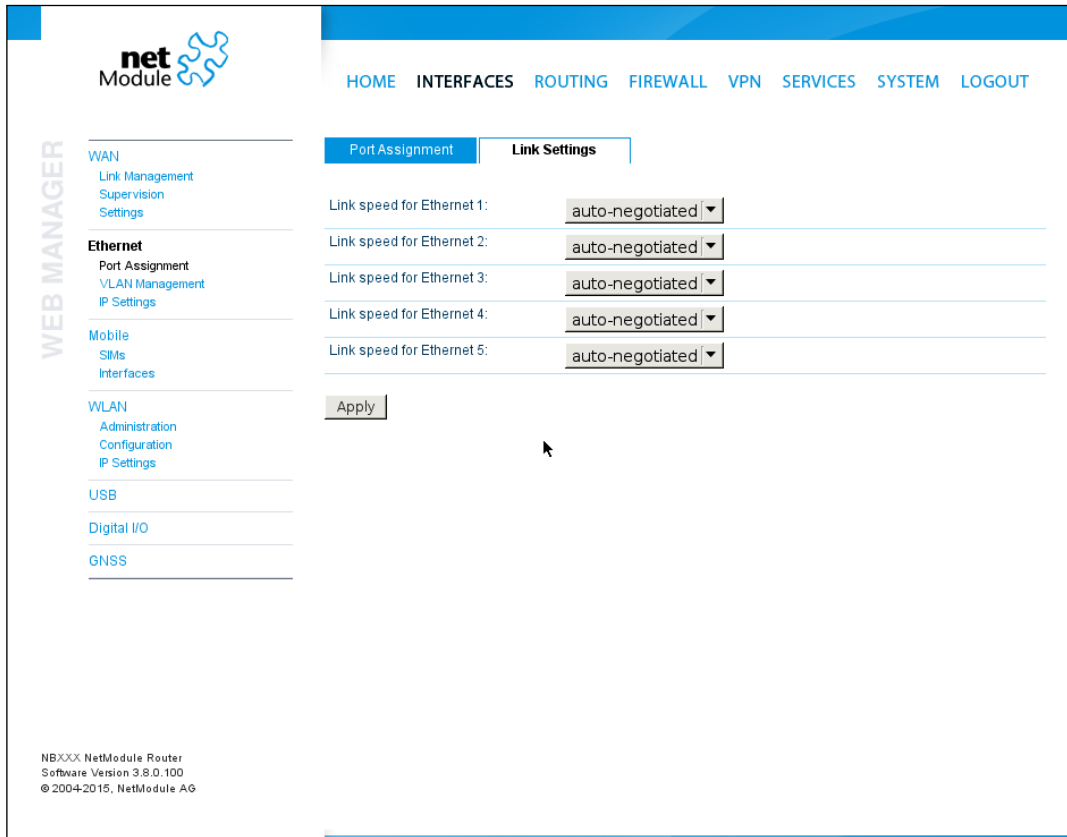 net
Module
HOME INTERFACES ROUTING FIREWALL VPN SERVICES SYSTEM LOGOUT
WEB MANAGER
WAN
Link Management
Supervision
Settings
Ethernet
Port Assignment
VLAN Management
IP Settings
Mobile
SIMs
Interfaces
WLAN
Administration
Configuration
IP Settings
USB
Digital I/O
GNSS
Port Assignment Link Settings
Link speed for Ethernet 1: auto-negotiated
Link speed for Ethernet 2: auto-negotiated
Link speed for Ethernet 3: auto-negotiated
Link speed for Ethernet 4: auto-negotiated
Link speed for Ethernet 5: auto-negotiated
Apply
NBXXX NetModule Router
Software Version 3.8.0.100
© 2004-2015, NetModule AG